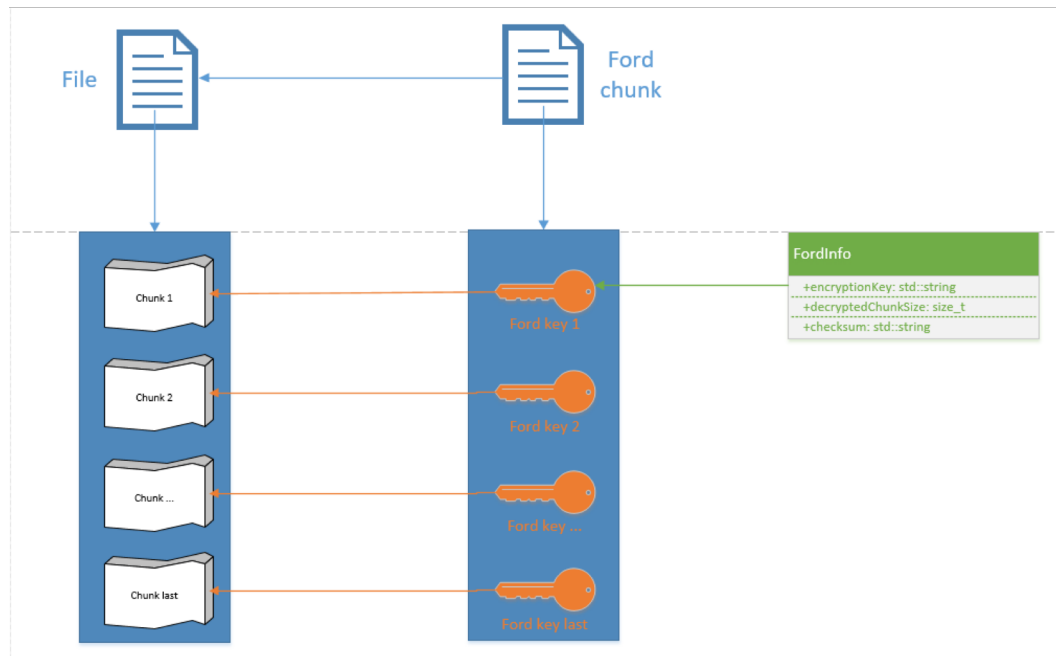 File
Ford
chunk
FordInfo
+encryptionKey: std::string
+decryptedChunkSize: size_t
+checksum: std::string
Chunk 1
Ford key 1
Chunk 2
Ford key 2
Chunk ...
Ford key ...
Chunk last
Ford key last